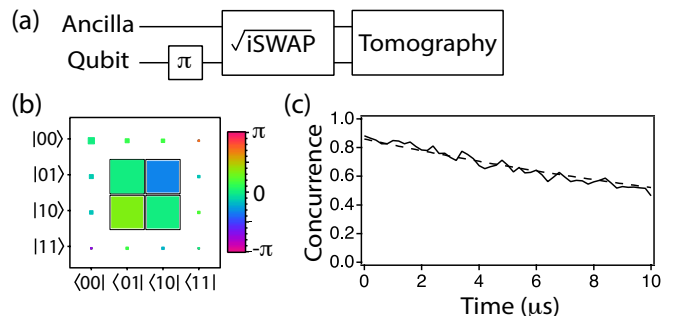 (a)
Ancilla
Qubit
π
√iSWAP
Tomography
(b)
|00⟩
|01⟩
|10⟩
|11⟩
⟨00| ⟨01| ⟨10| ⟨11|
π
0
-π
(c)
Concurrence
1.0
0.8
0.6
0.4
0.2
0.0
0 2 4 6 8 10
Time (μs)